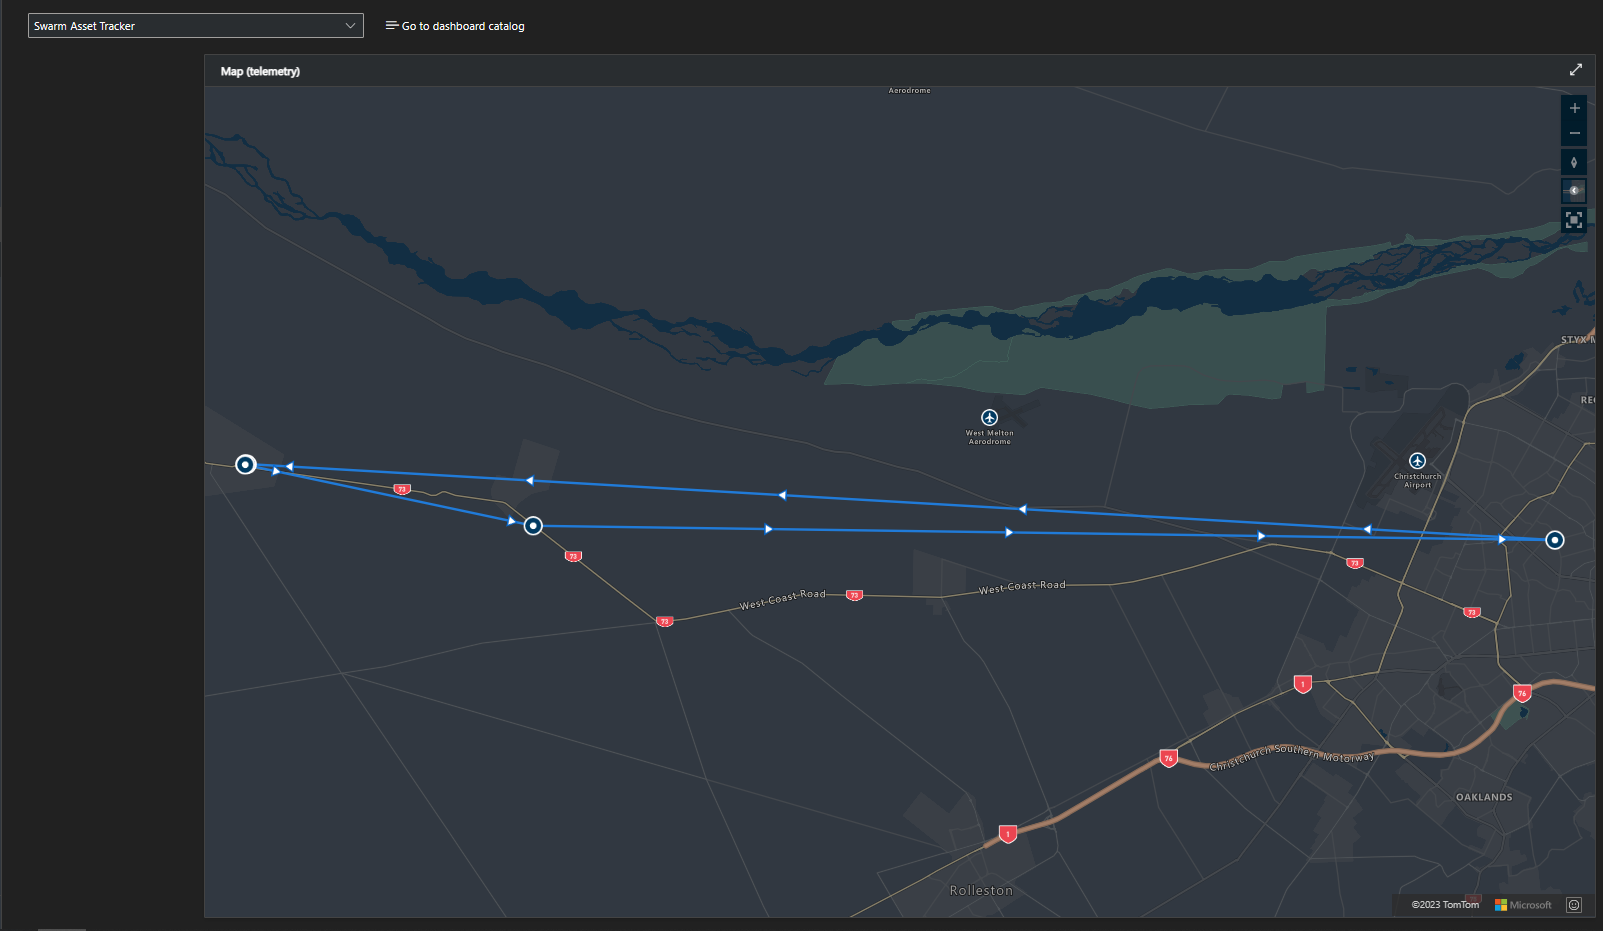 Swarm Asset Tracker
Go to dashboard catalog
Map (telemetry)
Aerodrome
STYX M
REC
West Melton
Aerodrome
Christchurch
Airport
73
73
73
73
West Coast Road
73
West Coast Road
73
73
1
76
76
Christchurch Southern Motorway
OAKLANDS
1
Rolleston
©2023 TomTom
Microsoft